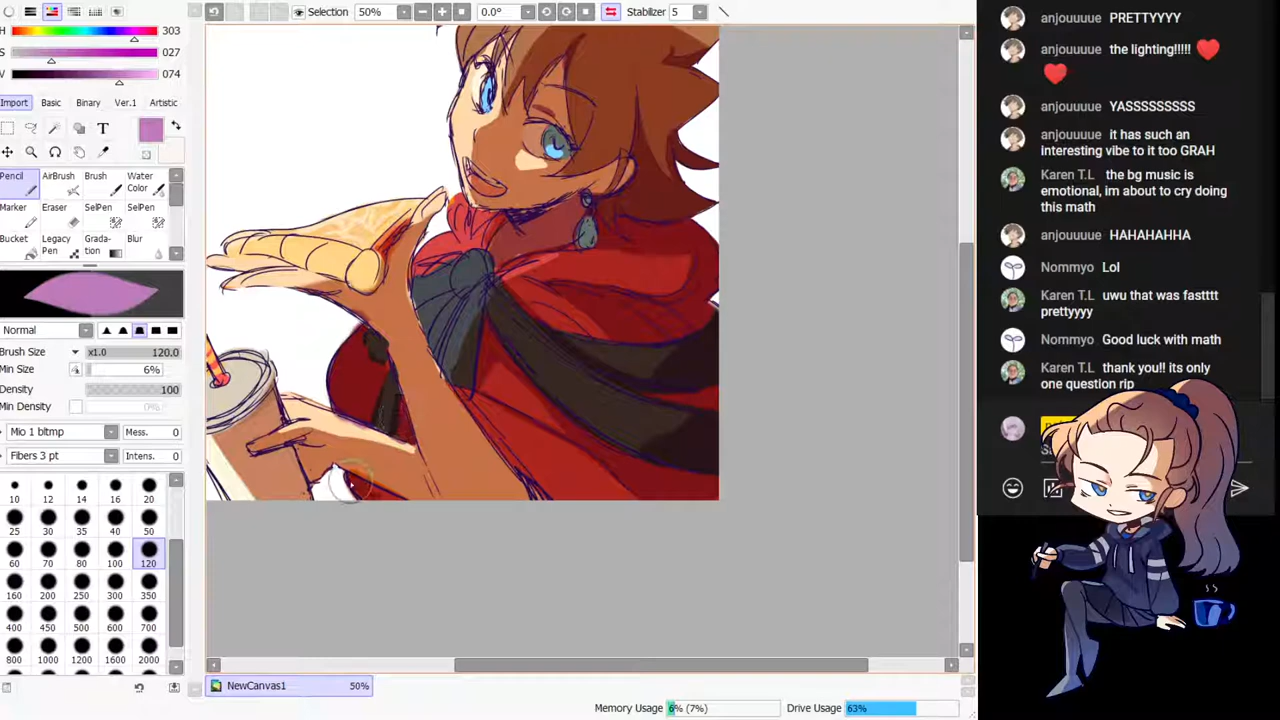 Selection 50% 0.0° Stabilizer 5
H 303
S 027
V 074
Import Basic Binary Ver.1 Artistic
T
Pencil AirBrush Brush Water Color
Marker Eraser SelPen SelPen
Bucket Legacy Pen Grada-tion Blur
Normal
Brush Size x1.0 120.0
Min Size 6%
Density 100
Min Density 0%
Mio 1 bltmp Mess. 0
Fibers 3 pt Intens. 0
10 12 14 16 20
25 30 35 40 50
60 70 80 100 120
160 200 250 300 350
400 450 500 600 700
800 1000 1200 1600 2000
NewCanvas1 50%
Memory Usage 6% (7%) Drive Usage 63%
anjouuuue PRETTYYYY
anjouuuue the lighting!!!!! ♥
♥
anjouuuue YASSSSSSSSS
anjouuuue it has such an
interesting vibe to it too GRAH
Karen T.L the bg music is
emotional, im about to cry doing
this math
anjouuuue HAHAHAHHA
Nommyo Lol
Karen T.L uwu that was fastttt
prettyyyy
Nommyo Good luck with math
Karen T.L thank you!! its only
one question rip